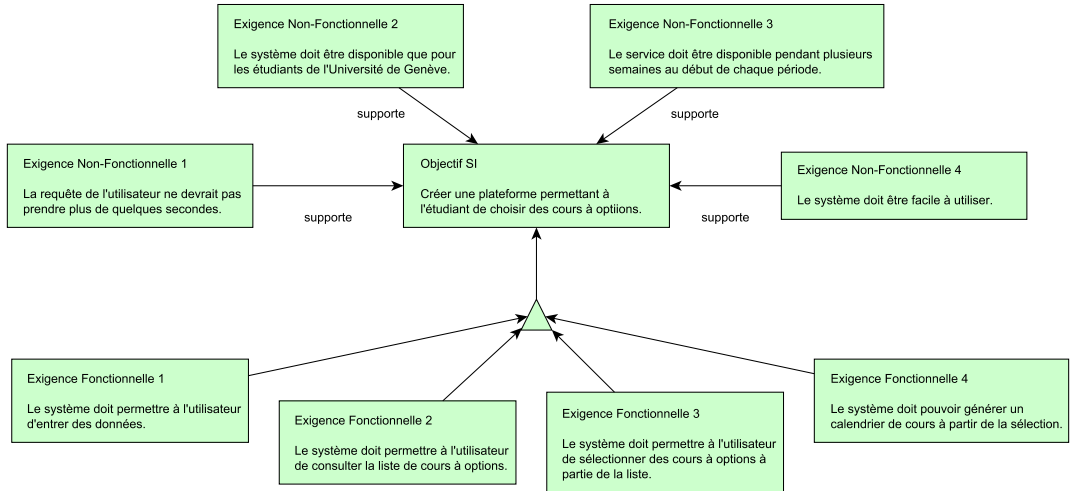 Exigence Non-Fonctionnelle 2
Le système doit être disponible que pour
les étudiants de l'Université de Genève.
Exigence Non-Fonctionnelle 3
Le service doit être disponible pendant plusieurs
semaines au début de chaque période.
supporte
supporte
Exigence Non-Fonctionnelle 1
La requête de l'utilisateur ne devrait pas
prendre plus de quelques secondes.
Objectif SI
Créer une plateforme permettant à
l'étudiant de choisir des cours à optiions.
Exigence Non-Fonctionnelle 4
Le système doit être facile à utiliser.
supporte
supporte
Exigence Fonctionnelle 1
Le système doit permettre à l'utilisateur
d'entrer des données.
Exigence Fonctionnelle 2
Le système doit permettre à l'utilisateur
de consulter la liste de cours à options.
Exigence Fonctionnelle 3
Le système doit permettre à l'utilisateur
de sélectionner des cours à options à
partie de la liste.
Exigence Fonctionnelle 4
Le système doit pouvoir générer un
calendrier de cours à partir de la sélection.